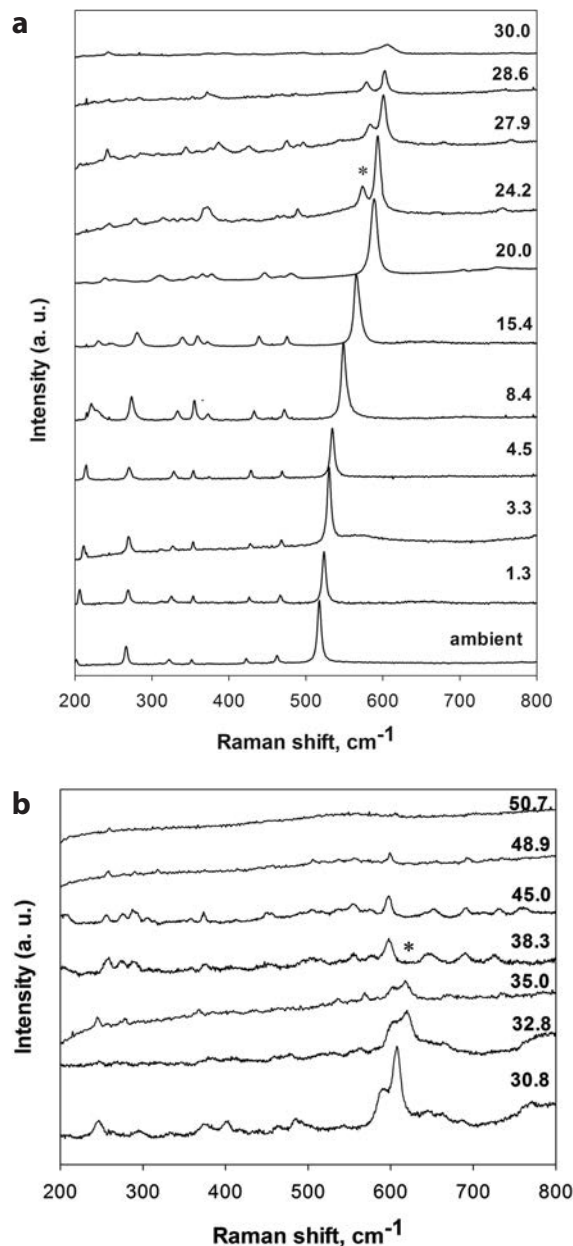 a
30.0
28.6
27.9
*
24.2
20.0
15.4
8.4
4.5
3.3
1.3
ambient
Intensity (a. u.)
200 300 400 500 600 700 800
Raman shift, cm-1
b
50.7
48.9
45.0
38.3
*
35.0
32.8
30.8
Intensity (a. u.)
200 300 400 500 600 700 800
Raman shift, cm-1